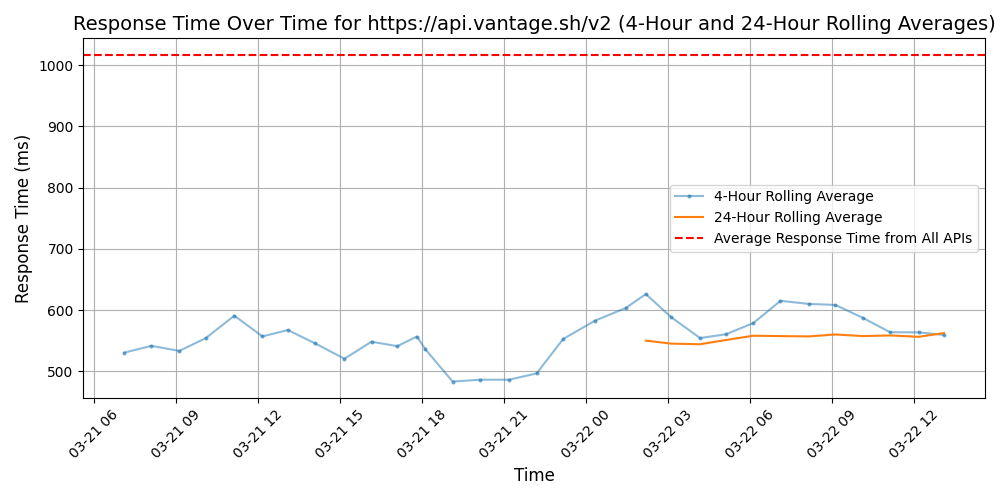 Response Time Over Time for https://api.vantage.sh/v2 (4-Hour and 24-Hour Rolling Averages)
Response Time (ms)
1000
900
800
700
600
500
4-Hour Rolling Average
24-Hour Rolling Average
Average Response Time from All APIs
03-21 06
03-21 09
03-21 12
03-21 15
03-21 18
03-21 21
03-22 00
03-22 03
03-22 06
03-22 09
03-22 12
Time